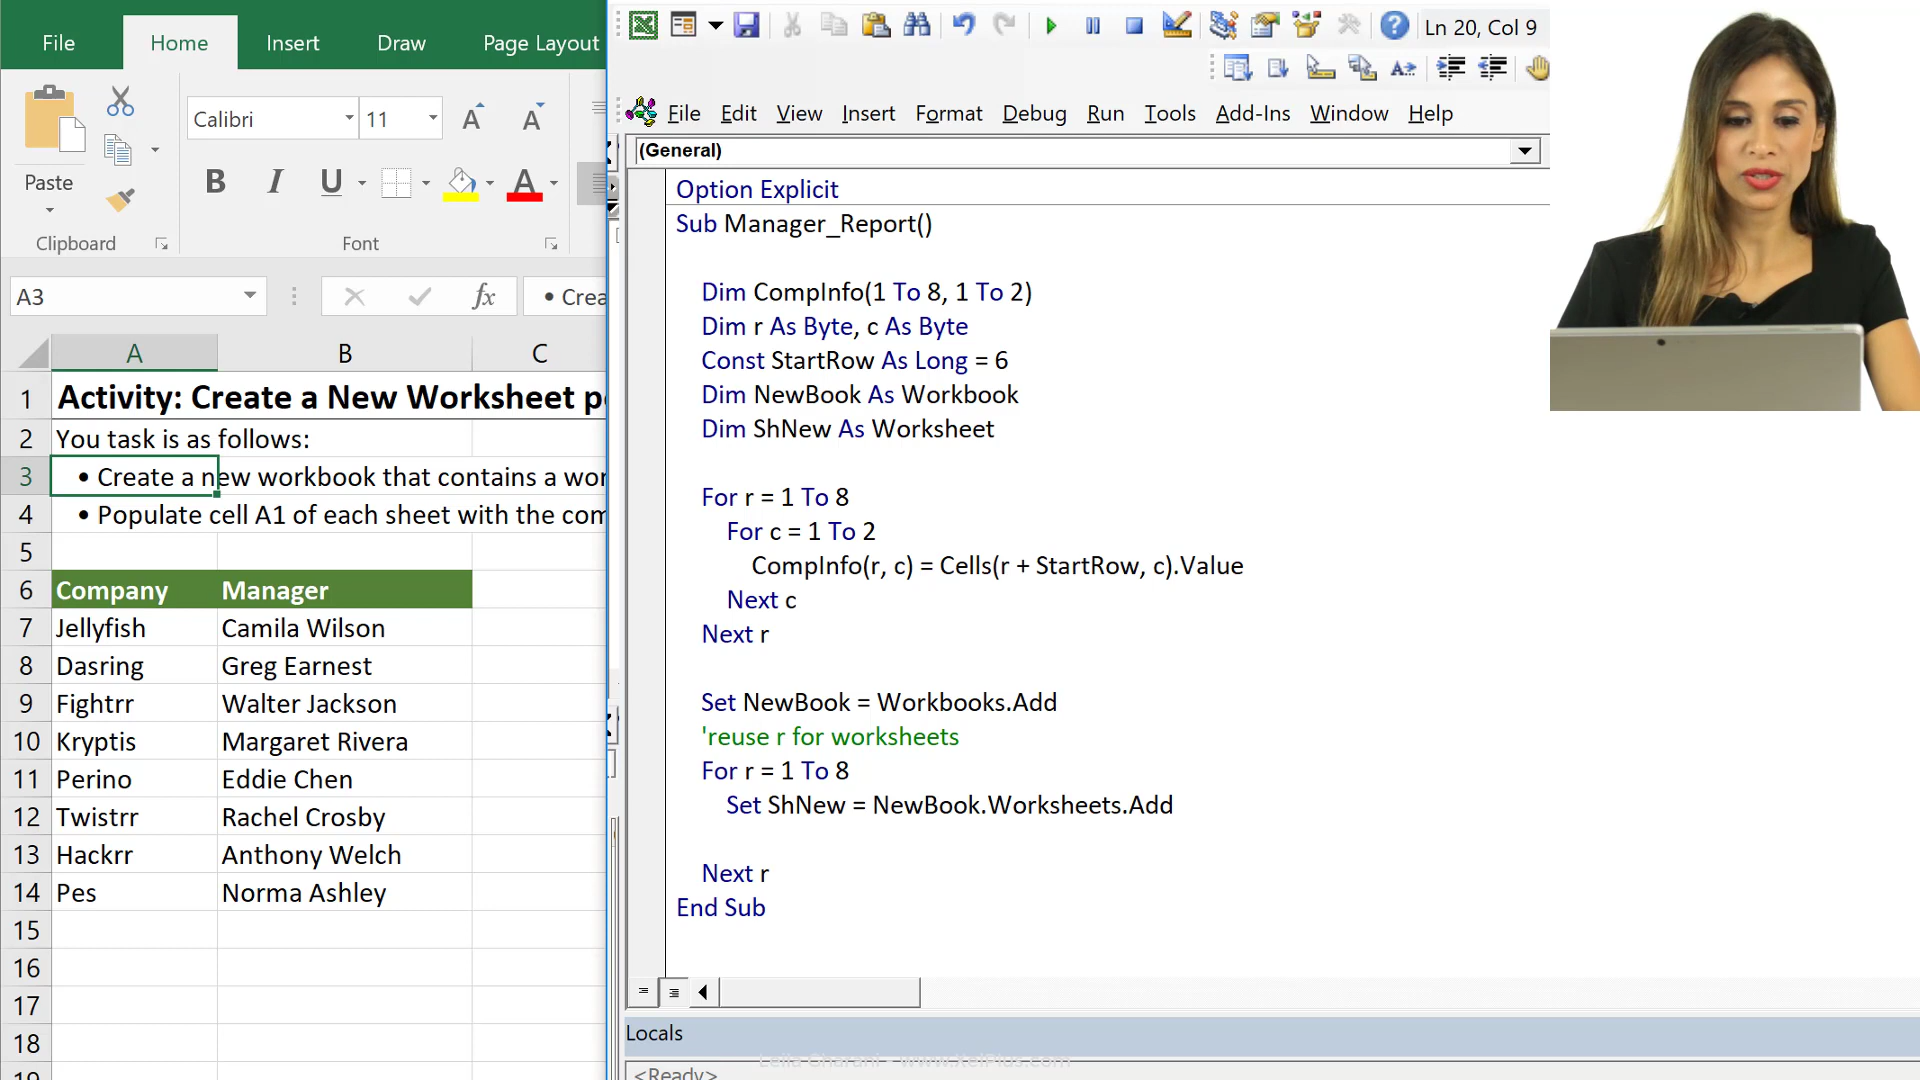 File Home Insert Draw Page Layout
Ln 20, Col 9
File Edit View Insert Format Debug Run Tools Add-Ins Window Help
Calibri 11
Paste
B I U A
Clipboard Font
(General)
A3 fx • Crea
A B C
1 Activity: Create a New Worksheet p
2 You task is as follows:
3 • Create a new workbook that contains a wor
4 • Populate cell A1 of each sheet with the com
5
6 Company Manager
7 Jellyfish Camila Wilson
8 Dasring Greg Earnest
9 Fightrr Walter Jackson
10 Kryptis Margaret Rivera
11 Perino Eddie Chen
12 Twistrr Rachel Crosby
13 Hackrr Anthony Welch
14 Pes Norma Ashley
15
16
17
18
19
Option Explicit
Sub Manager_Report()
Dim CompInfo(1 To 8, 1 To 2)
Dim r As Byte, c As Byte
Const StartRow As Long = 6
Dim NewBook As Workbook
Dim ShNew As Worksheet
For r = 1 To 8
For c = 1 To 2
CompInfo(r, c) = Cells(r + StartRow, c).Value
Next c
Next r
Set NewBook = Workbooks.Add
'reuse r for worksheets
For r = 1 To 8
Set ShNew = NewBook.Worksheets.Add
Next r
End Sub
Locals
Leila Gharani - www.XelPlus.com
<Ready>